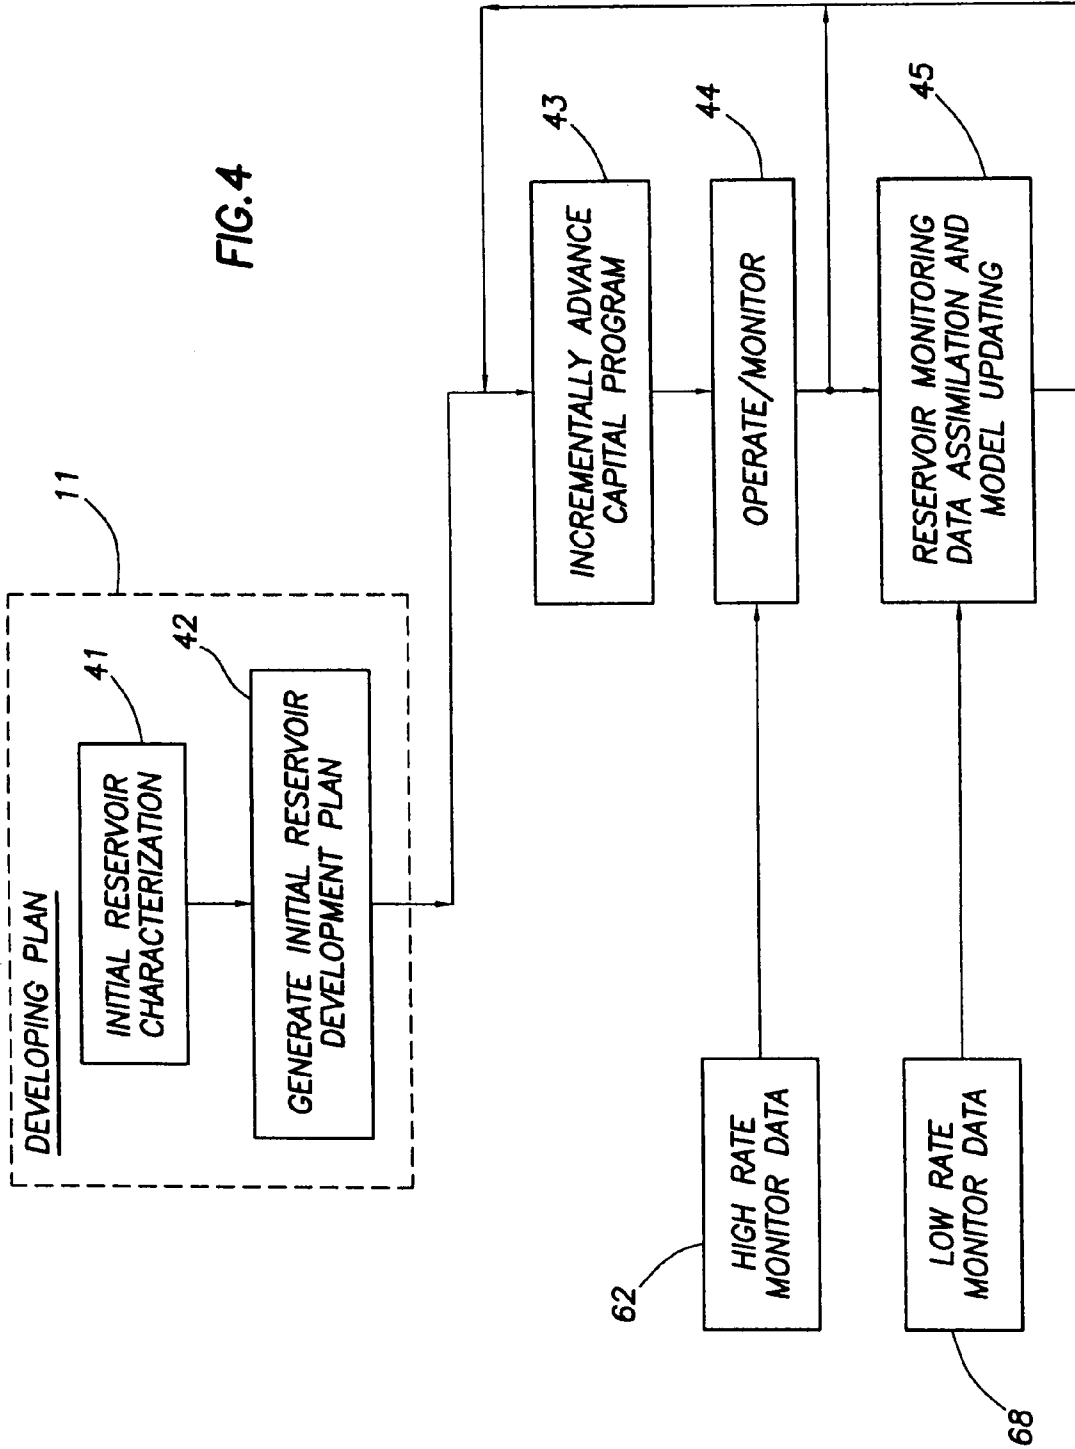 DEVELOPING PLAN
11
INITIAL RESERVOIR
CHARACTERIZATION
41
GENERATE INITIAL RESERVOIR
DEVELOPMENT PLAN
42
FIG.4
INCREMENTALLY ADVANCE
CAPITAL PROGRAM
43
HIGH RATE
MONITOR DATA
62
OPERATE/MONITOR
44
LOW RATE
MONITOR DATA
68
RESERVOIR MONITORING
DATA ASSIMILATION AND
MODEL UPDATING
45